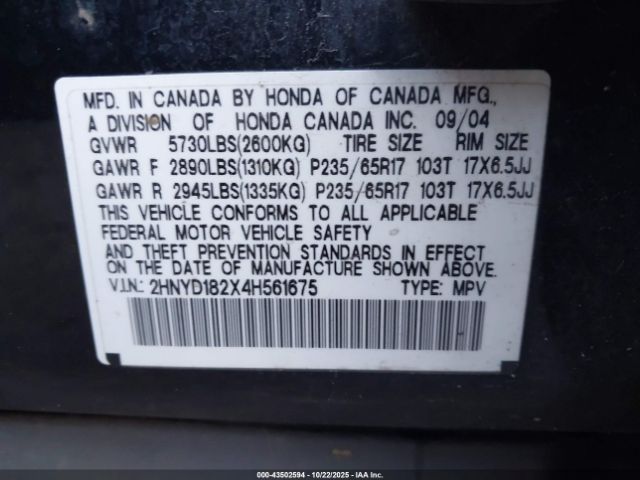 MFD. IN CANADA BY HONDA OF CANADA MFG.,
A DIVISION OF HONDA CANADA INC. 09/04
GVWR 5730LBS(2600KG) TIRE SIZE RIM SIZE
GAWR F 2890LBS(1310KG) P235/65R17 103T 17X6.5JJ
GAWR R 2945LBS(1335KG) P235/65R17 103T 17X6.5JJ
THIS VEHICLE CONFORMS TO ALL APPLICABLE
FEDERAL MOTOR VEHICLE SAFETY
AND THEFT PREVENTION STANDARDS IN EFFECT
ON THE DATE OF MANUFACTURE SHOWN ABOVE.
V.I.N.: 2HNYD182X4H561675 TYPE: MPV
000-43502594 | 10/22/2025 | IAA Inc.